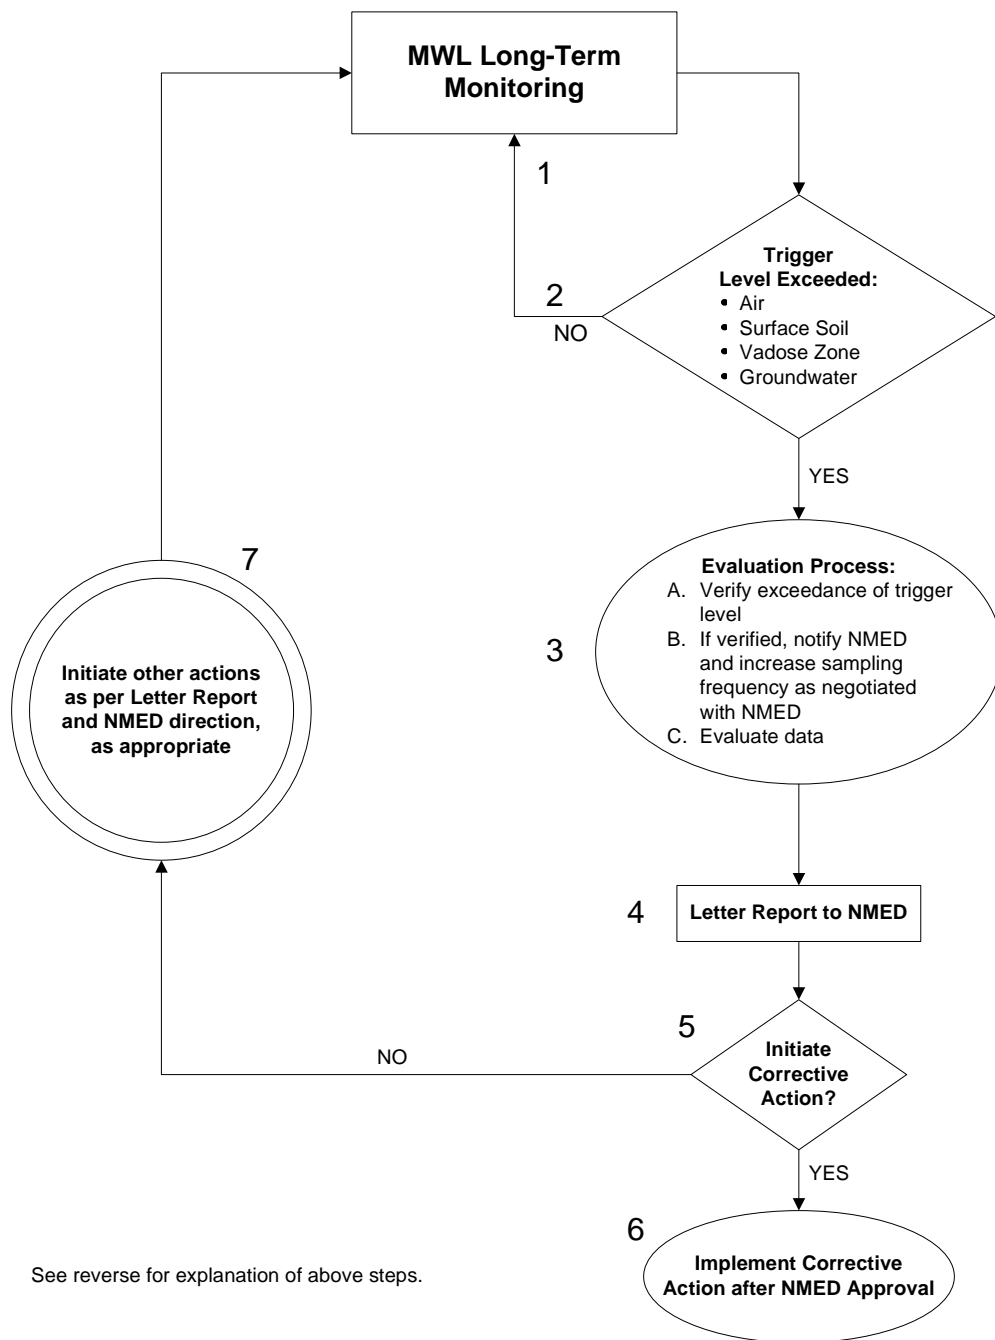 MWL Long-Term
Monitoring
1
Trigger
Level Exceeded:
• Air
• Surface Soil
• Vadose Zone
• Groundwater
2
NO
YES
Evaluation Process:
A. Verify exceedance of trigger
level
B. If verified, notify NMED
and increase sampling
frequency as negotiated
with NMED
C. Evaluate data
3
7
Initiate other actions
as per Letter Report
and NMED direction,
as appropriate
4
Letter Report to NMED
5
NO
Initiate
Corrective
Action?
YES
6
Implement Corrective
Action after NMED Approval
See reverse for explanation of above steps.